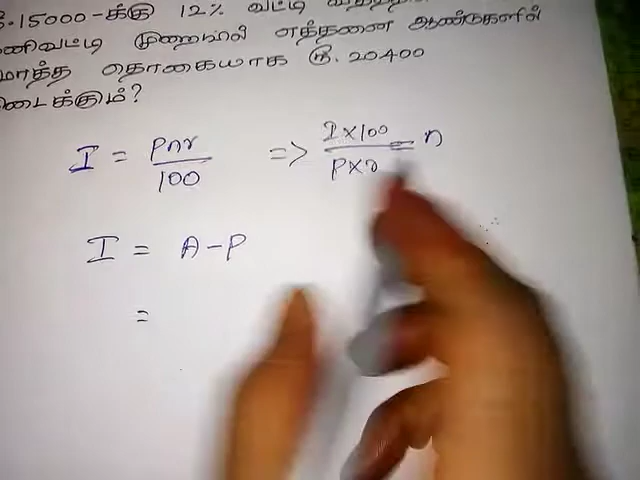 ரூ.15000-க்கு 12% வட்டி
தனிவட்டி முறையில் எத்தனை ஆண்டுகளில்
மொத்த தொகையாக ரூ. 20400
கிடைக்கும்?
I = pnr/100 => I×100/P×r = n
I = A-P
=